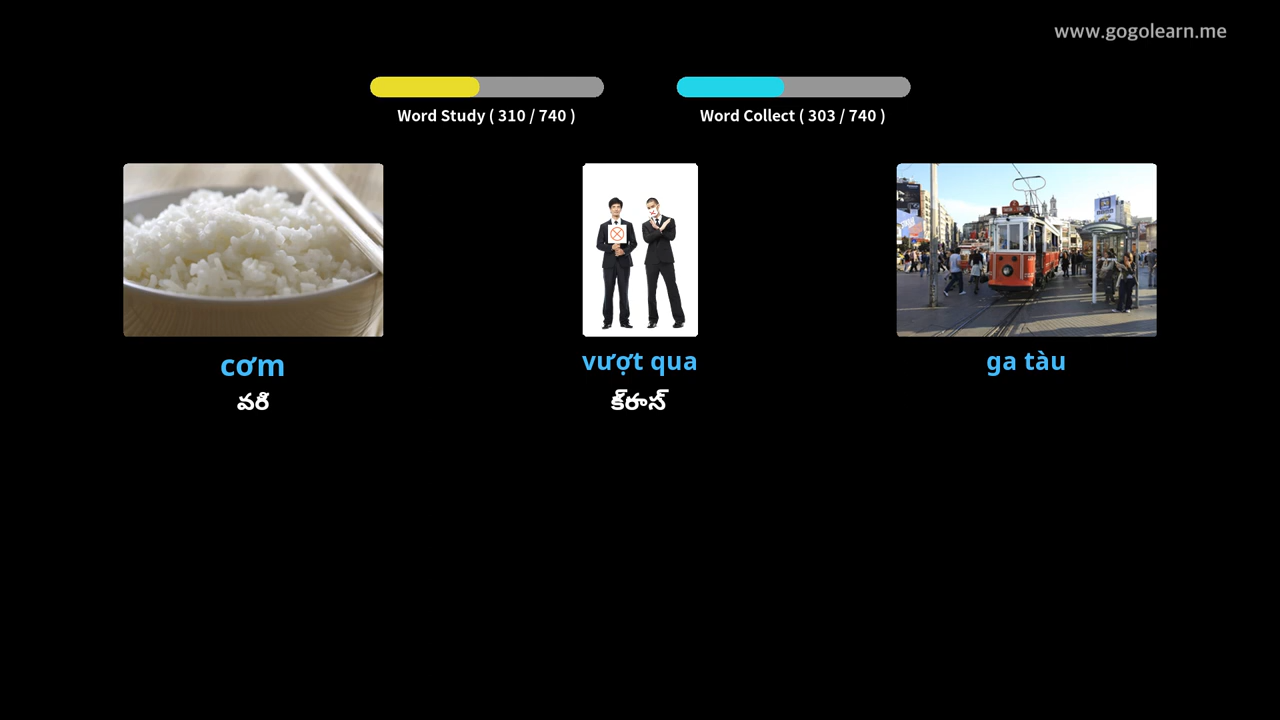 www.gogolearn.me
Word Study ( 310 / 740 )
Word Collect ( 303 / 740 )
cơm
vượt qua
ga tàu
వరి
క్రాస్